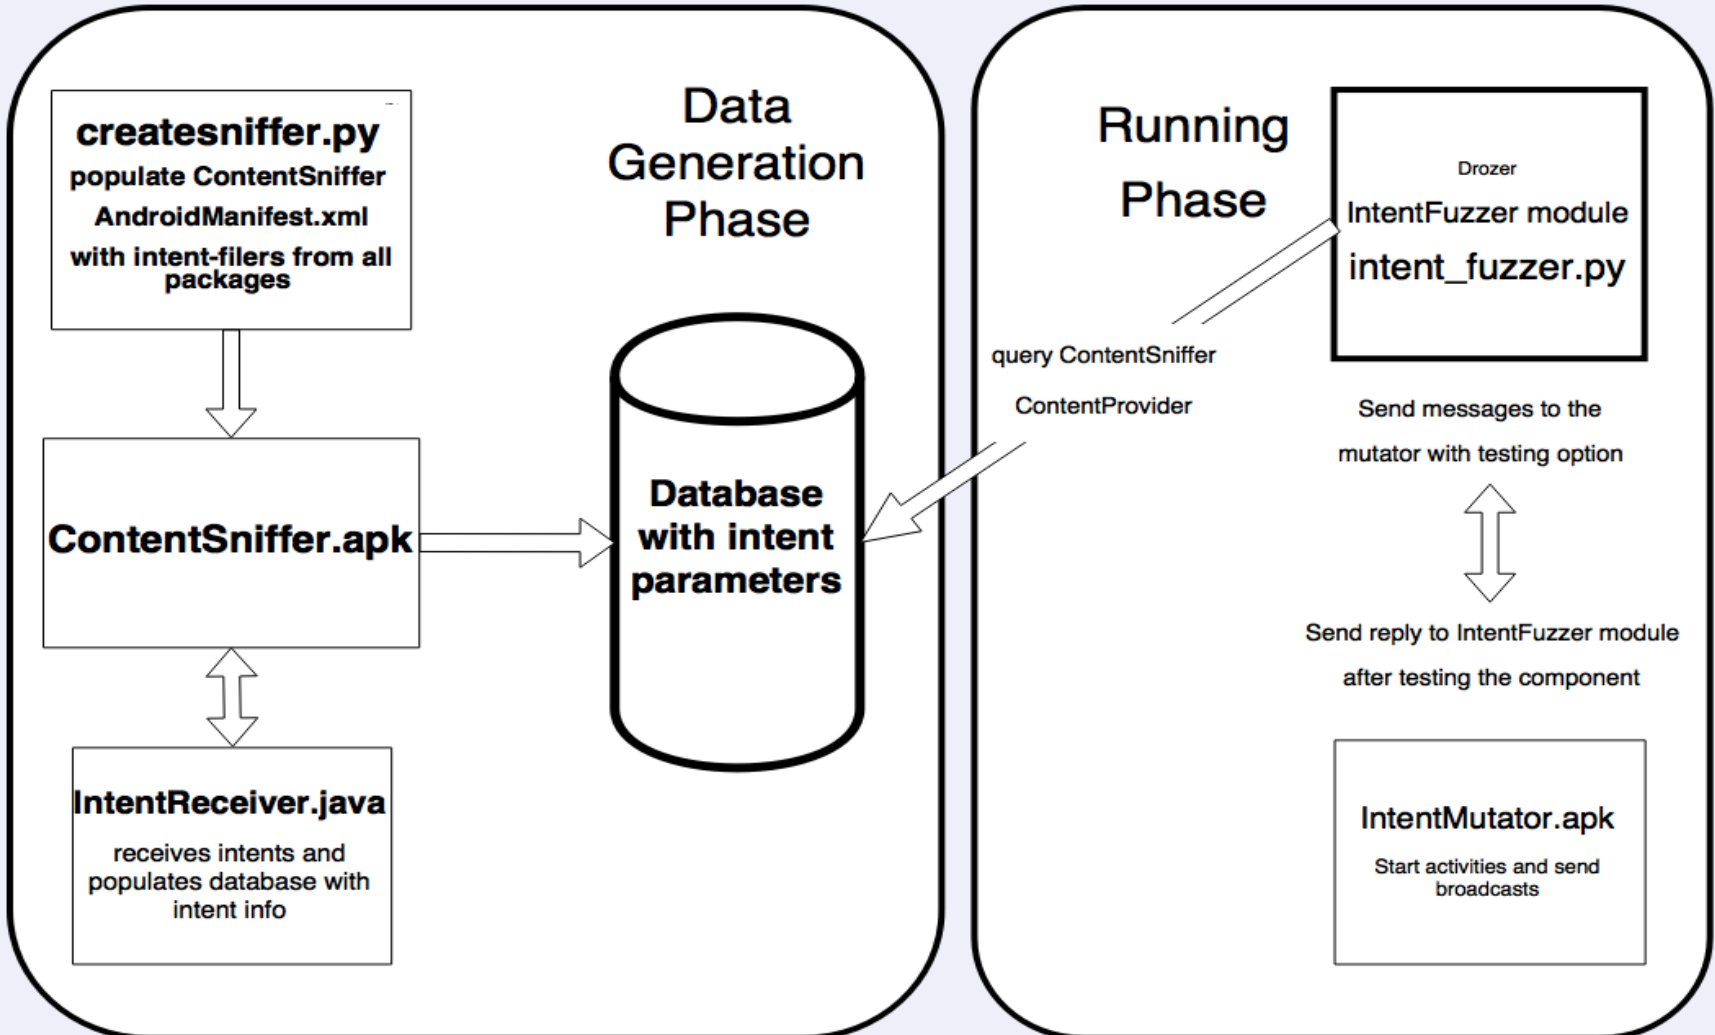 createsniffer.py
populate ContentSniffer
AndroidManifest.xml
with intent-filers from all
packages
Data
Generation
Phase
ContentSniffer.apk
Database
with intent
parameters
IntentReceiver.java
receives intents and
populates database with
intent info
Running
Phase
Drozer
IntentFuzzer module
intent_fuzzer.py
query ContentSniffer
ContentProvider
Send messages to the
mutator with testing option
Send reply to IntentFuzzer module
after testing the component
IntentMutator.apk
Start activities and send
broadcasts